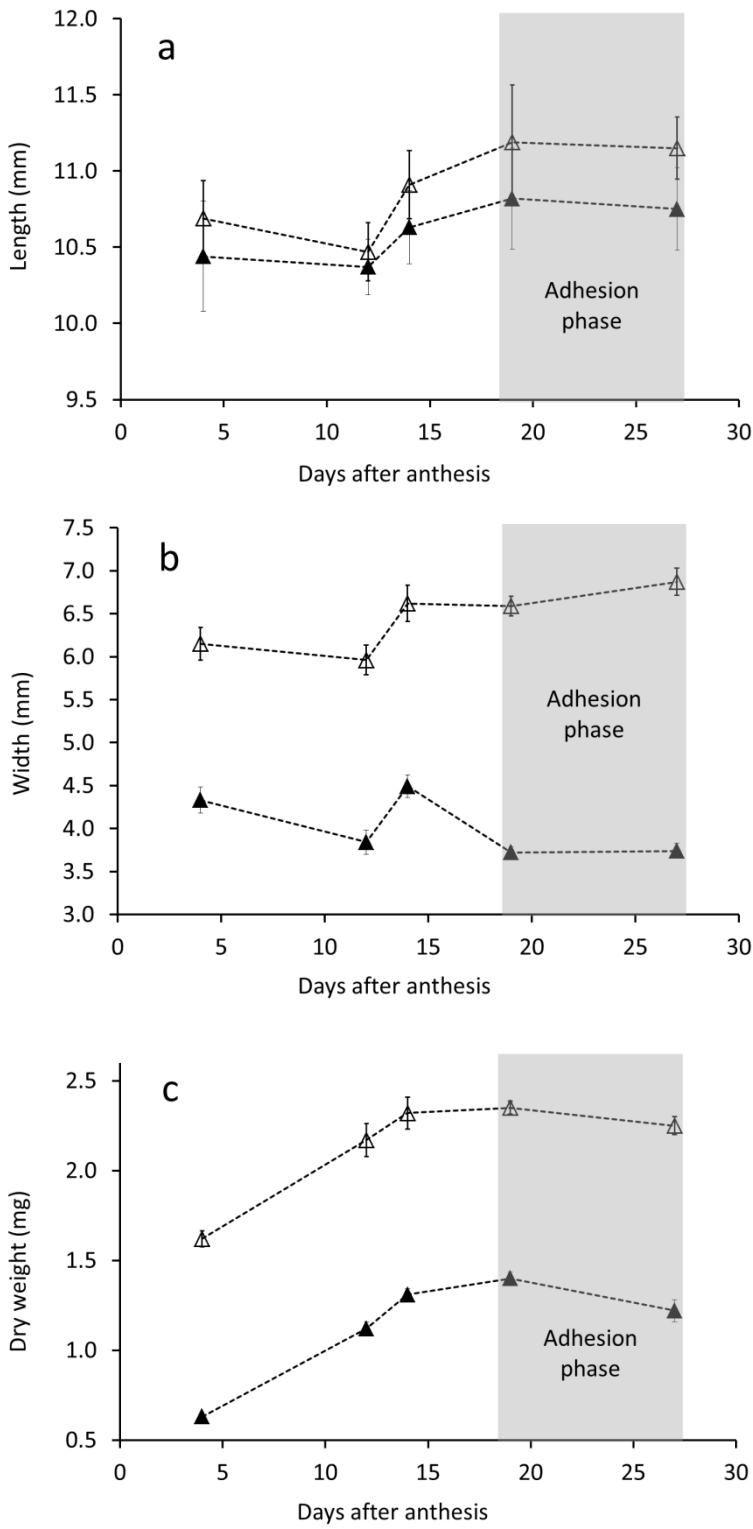 a
12.0
11.5
11.0
10.5
10.0
9.5
Length (mm)
Adhesion
phase
0 5 10 15 20 25 30
Days after anthesis
b
7.5
7.0
6.5
6.0
5.5
5.0
4.5
4.0
3.5
3.0
Width (mm)
Adhesion
phase
0 5 10 15 20 25 30
Days after anthesis
c
2.5
2.0
1.5
1.0
0.5
Dry weight (mg)
Adhesion
phase
0 5 10 15 20 25 30
Days after anthesis